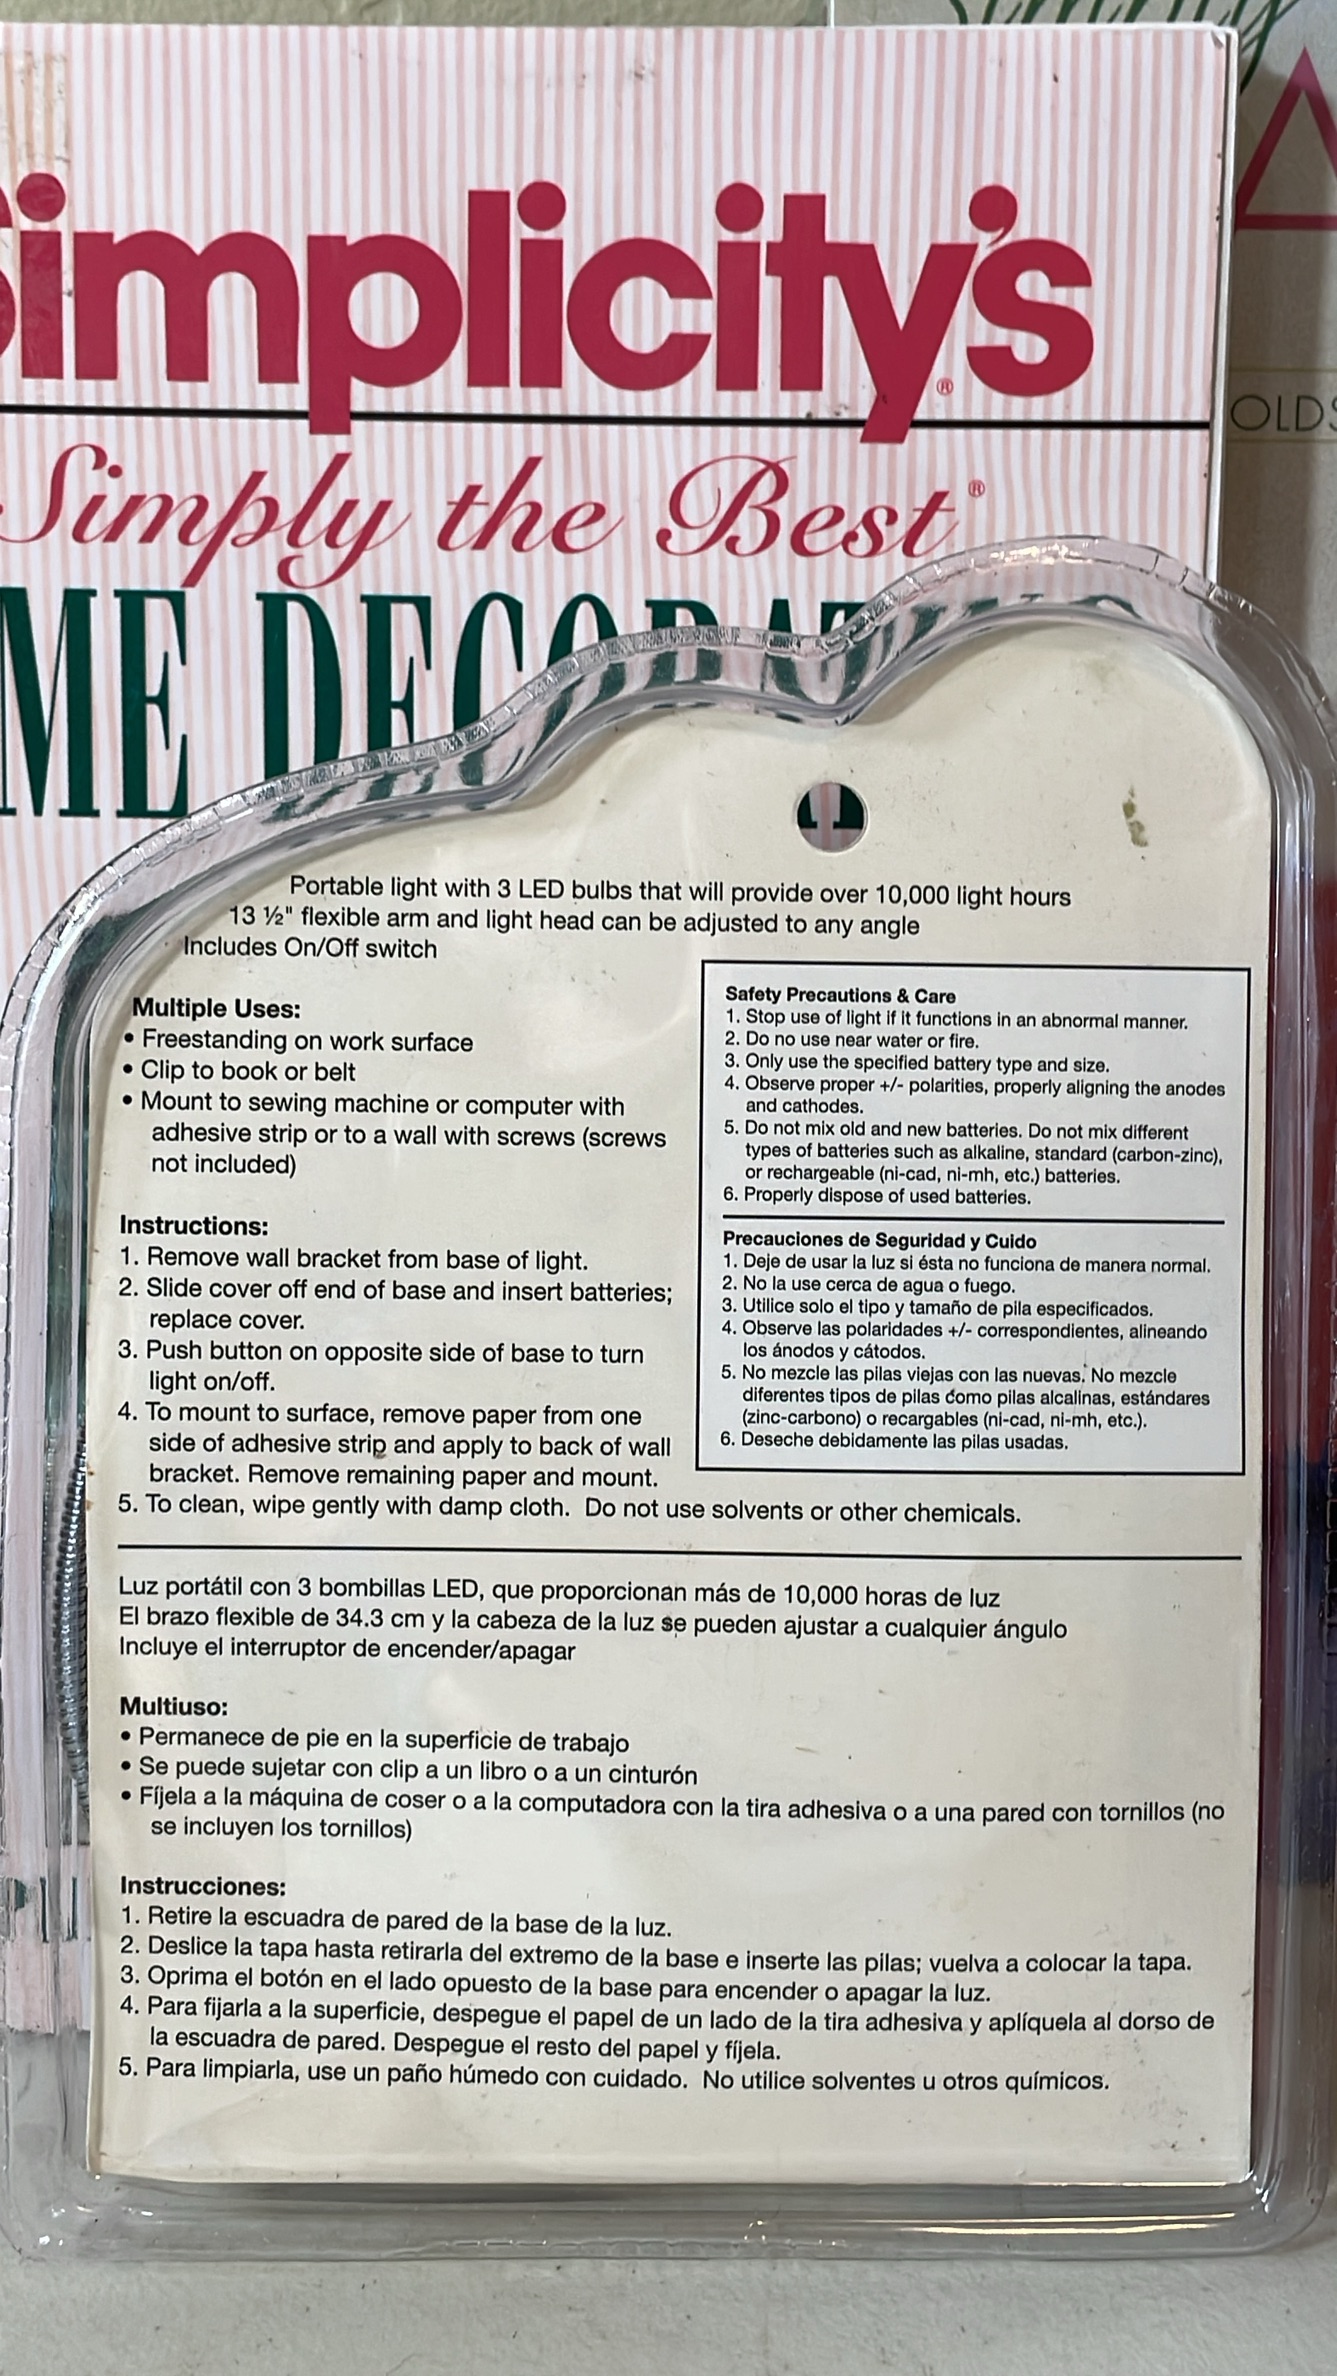 implicity's®
Simply the Best®
ME DECORAT
OLDS
Portable light with 3 LED bulbs that will provide over 10,000 light hours
13 ½" flexible arm and light head can be adjusted to any angle
Includes On/Off switch
Multiple Uses:
• Freestanding on work surface
• Clip to book or belt
• Mount to sewing machine or computer with
adhesive strip or to a wall with screws (screws
not included)
Instructions:
1. Remove wall bracket from base of light.
2. Slide cover off end of base and insert batteries;
replace cover.
3. Push button on opposite side of base to turn
light on/off.
4. To mount to surface, remove paper from one
side of adhesive strip and apply to back of wall
bracket. Remove remaining paper and mount.
5. To clean, wipe gently with damp cloth. Do not use solvents or other chemicals.
Safety Precautions & Care
1. Stop use of light if it functions in an abnormal manner.
2. Do no use near water or fire.
3. Only use the specified battery type and size.
4. Observe proper +/- polarities, properly aligning the anodes
and cathodes.
5. Do not mix old and new batteries. Do not mix different
types of batteries such as alkaline, standard (carbon-zinc),
or rechargeable (ni-cad, ni-mh, etc.) batteries.
6. Properly dispose of used batteries.
Precauciones de Seguridad y Cuido
1. Deje de usar la luz si ésta no funciona de manera normal.
2. No la use cerca de agua o fuego.
3. Utilice solo el tipo y tamaño de pila especificados.
4. Observe las polaridades +/- correspondientes, alineando
los ánodos y cátodos.
5. No mezcle las pilas viejas con las nuevas. No mezcle
diferentes tipos de pilas como pilas alcalinas, estándares
(zinc-carbono) o recargables (ni-cad, ni-mh, etc.).
6. Deseche debidamente las pilas usadas.
Luz portátil con 3 bombillas LED, que proporcionan más de 10,000 horas de luz
El brazo flexible de 34.3 cm y la cabeza de la luz se pueden ajustar a cualquier ángulo
Incluye el interruptor de encender/apagar
Multiuso:
• Permanece de pie en la superficie de trabajo
• Se puede sujetar con clip a un libro o a un cinturón
• Fíjela a la máquina de coser o a la computadora con la tira adhesiva o a una pared con tornillos (no
se incluyen los tornillos)
Instrucciones:
1. Retire la escuadra de pared de la base de la luz.
2. Deslice la tapa hasta retirarla del extremo de la base e inserte las pilas; vuelva a colocar la tapa.
3. Oprima el botón en el lado opuesto de la base para encender o apagar la luz.
4. Para fijarla a la superficie, despegue el papel de un lado de la tira adhesiva y aplíquela al dorso de
la escuadra de pared. Despegue el resto del papel y fíjela.
5. Para limpiarla, use un paño húmedo con cuidado. No utilice solventes u otros químicos.